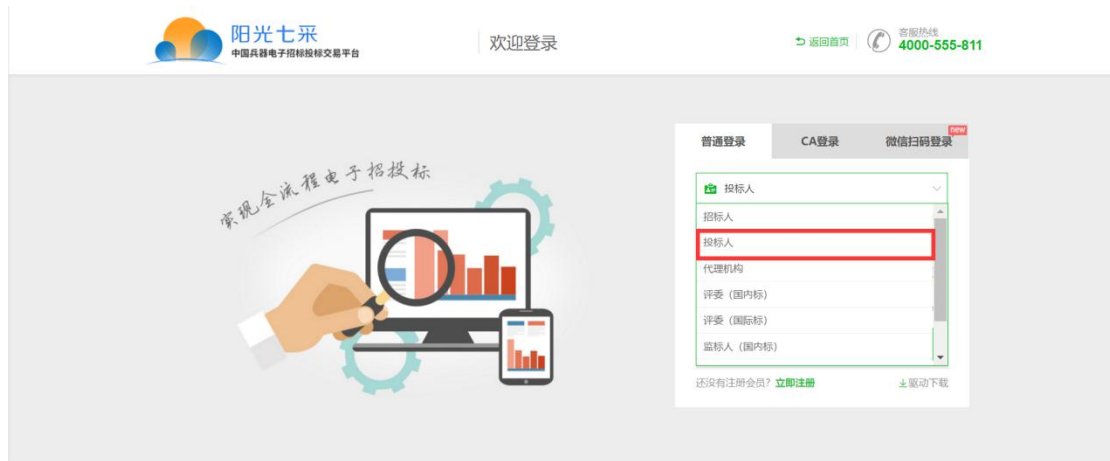 阳光七采
中国兵器电子招标投标交易平台
欢迎登录
返回首页
客服热线
4000-555-811
实现全流程电子招投标
普通登录
CA登录
微信扫码登录
new
投标人
招标人
投标人
代理机构
评委（国内标）
评委（国际标）
监标人（国内标）
还没有注册会员？立即注册
驱动下载